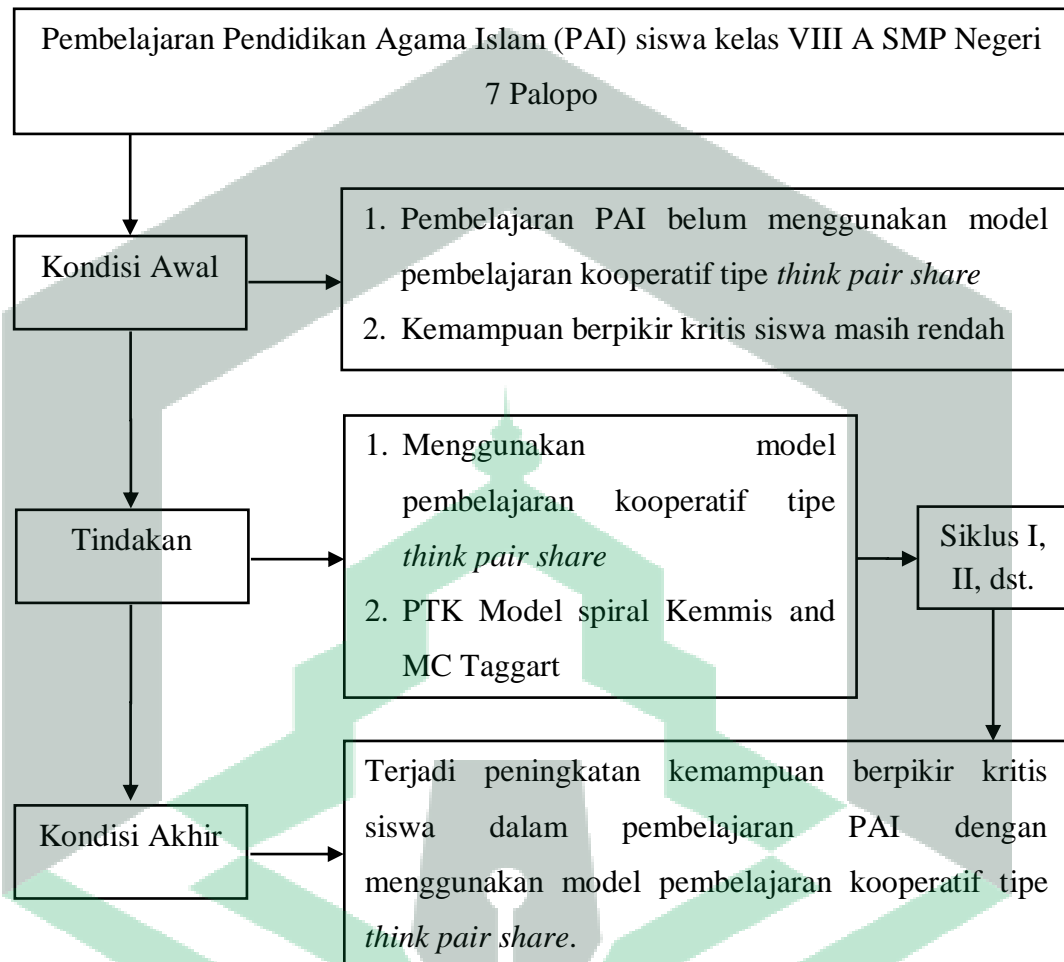 Pembelajaran Pendidikan Agama Islam (PAI) siswa kelas VIII A SMP Negeri
7 Palopo
Kondisi Awal
1. Pembelajaran PAI belum menggunakan model
pembelajaran kooperatif tipe think pair share
2. Kemampuan berpikir kritis siswa masih rendah
Tindakan
1. Menggunakan model
pembelajaran kooperatif tipe
think pair share
2. PTK Model spiral Kemmis and
MC Taggart
Siklus I,
II, dst.
Kondisi Akhir
Terjadi peningkatan kemampuan berpikir kritis
siswa dalam pembelajaran PAI dengan
menggunakan model pembelajaran kooperatif tipe
think pair share.